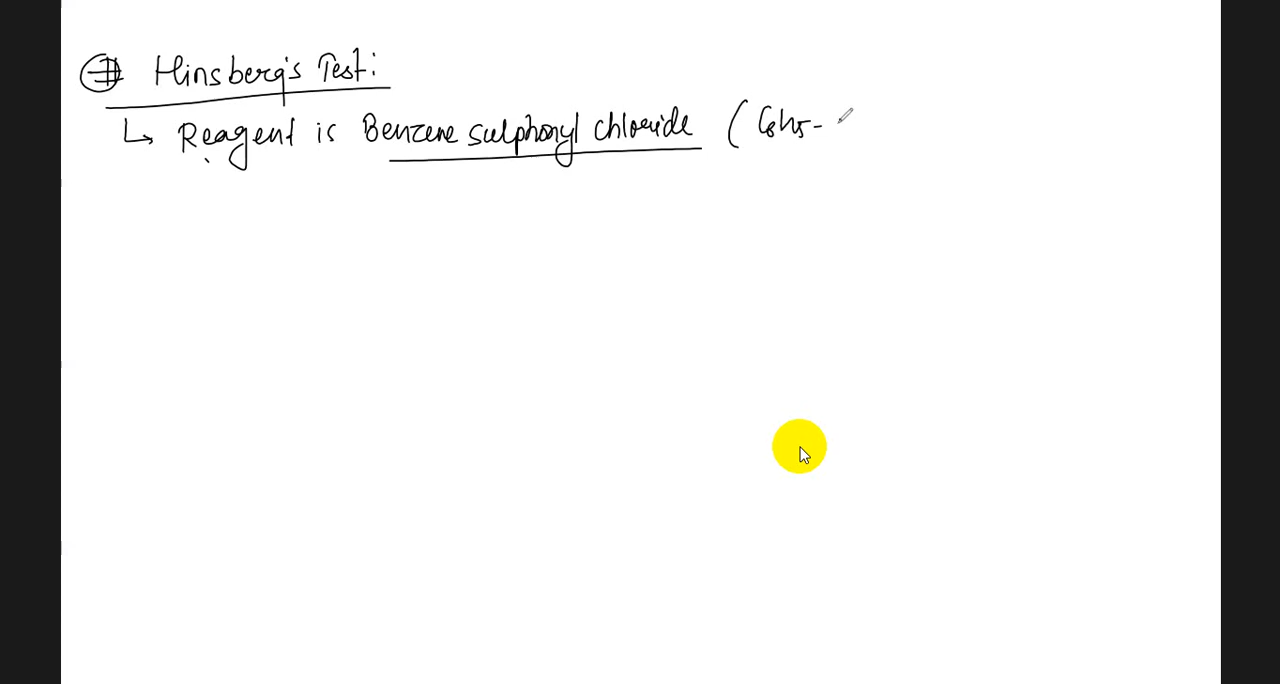 # Hinsberg's Test:
↳ Reagent is Benzene sulphonyl chloride ( C6H5-